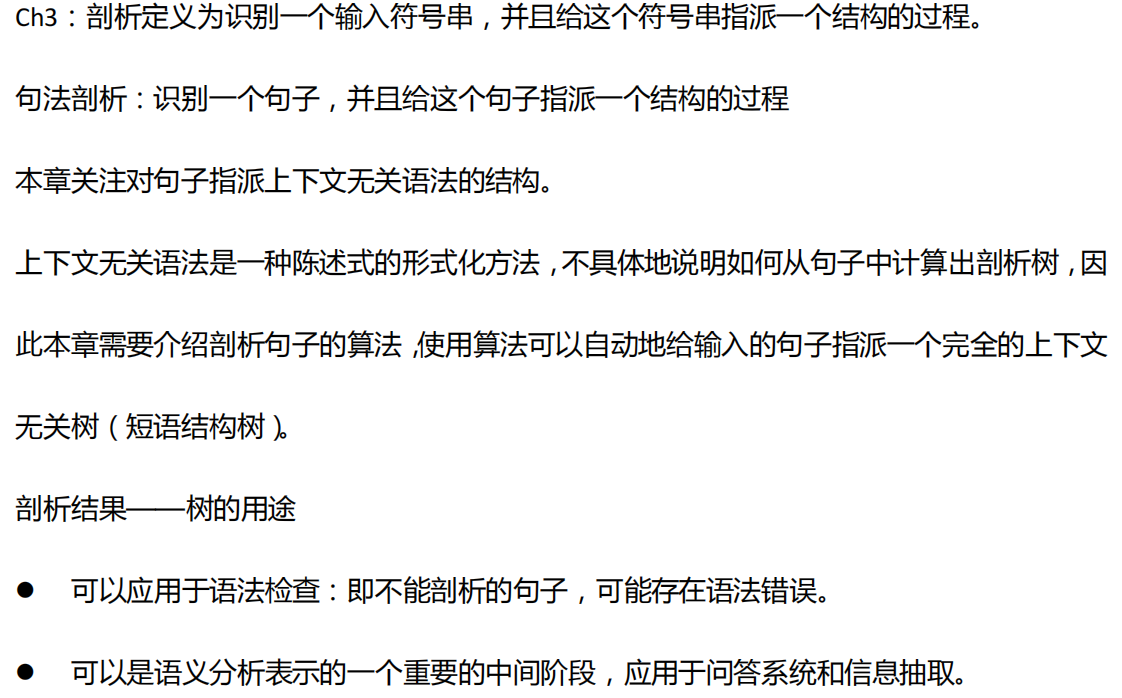 Ch3：剖析定义为识别一个输入符号串，并且给这个符号串指派一个结构的过程。
句法剖析：识别一个句子，并且给这个句子指派一个结构的过程
本章关注对句子指派上下文无关语法的结构。
上下文无关语法是一种陈述式的形式化方法，不具体地说明如何从句子中计算出剖析树，因
此本章需要介绍剖析句子的算法，使用算法可以自动地给输入的句子指派一个完全的上下文
无关树（短语结构树）。
剖析结果——树的用途
● 可以应用于语法检查：即不能剖析的句子，可能存在语法错误。
● 可以是语义分析表示的一个重要的中间阶段，应用于问答系统和信息抽取。